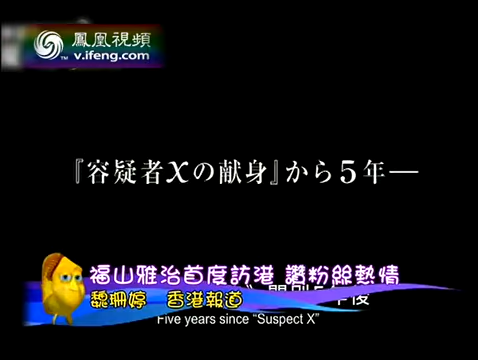 鳳凰視頻
v.ifeng.com
『容疑者Xの献身』から5年―
福山雅治首度訪港 讚粉絲熱情
魏珊婷 香港報道
Five years since “Suspect X”